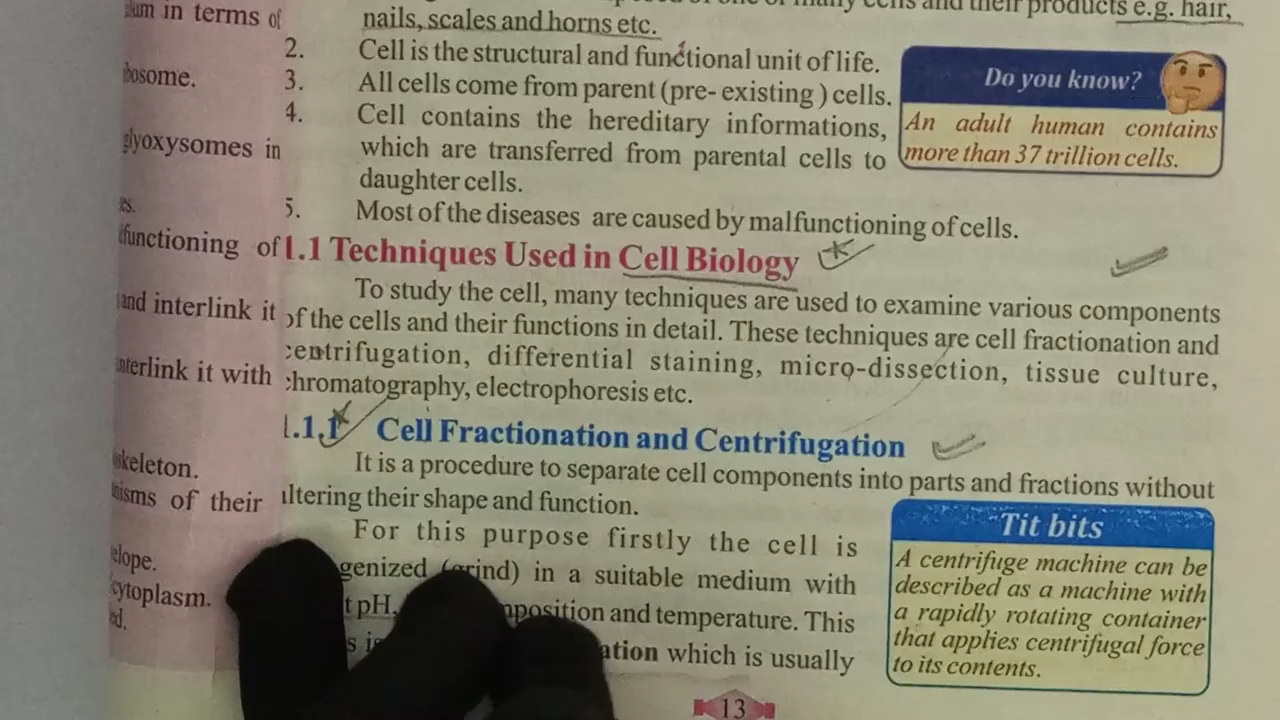 um in terms of
bosome.
glyoxysomes in
es.
functioning of
and interlink it
interlink it with
skeleton.
nisms of their
elope.
cytoplasm.
ed.
and their products e.g. hair,
nails, scales and horns etc.
2. Cell is the structural and functional unit of life.
3. All cells come from parent (pre- existing ) cells.
4. Cell contains the hereditary informations,
which are transferred from parental cells to
daughter cells.
5. Most of the diseases are caused by malfunctioning of cells.
Do you know?
An adult human contains
more than 37 trillion cells.
1.1 Techniques Used in Cell Biology
To study the cell, many techniques are used to examine various components
of the cells and their functions in detail. These techniques are cell fractionation and
centrifugation, differential staining, micro-dissection, tissue culture,
chromatography, electrophoresis etc.
1.1.1 Cell Fractionation and Centrifugation
It is a procedure to separate cell components into parts and fractions without
altering their shape and function.
For this purpose firstly the cell is
genized (grind) in a suitable medium with
t pH, mposition and temperature. This
s is ation which is usually
Tit bits
A centrifuge machine can be
described as a machine with
a rapidly rotating container
that applies centrifugal force
to its contents.
13